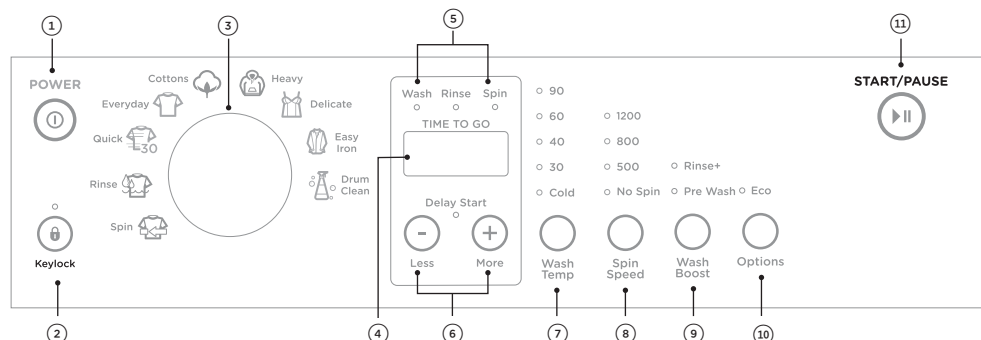 1 3 5 11
POWER
Cottons Heavy
Everyday Delicate
Quick 30 Easy
Iron
Rinse Drum
Clean
Spin
Keylock
2
Wash Rinse Spin
TIME TO GO
Delay Start
- +
Less More
4 6
90
60
40
30
Cold
Wash
Temp
7
1200
800
500
No Spin
Spin
Speed
8
Rinse+
Pre Wash
Wash
Boost
9
Eco
Options
10
START/PAUSE